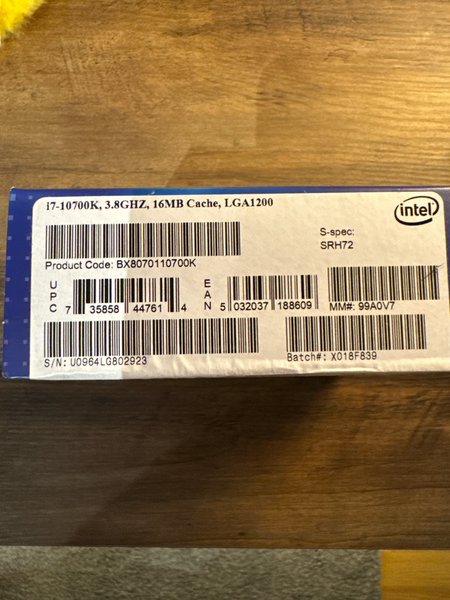 i7-10700K, 3.8GHZ, 16MB Cache, LGA1200
intel
S-spec:
SRH72
Product Code: BX8070110700K
UPC
7 35858 44761 4
EAN
5 032037 188609
MM#: 99A0V7
S/N: U0964LG802923
Batch#: X018F839